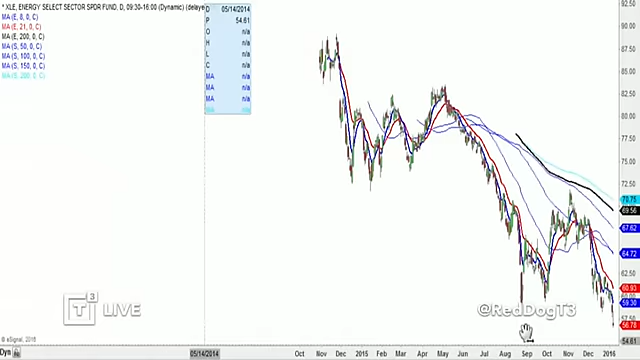 * XLE, ENERGY SELECT SECTOR SPDR FUND, D, 09:30-16:00 (Dynamic) (delaye
MA (E, 8, 0, C)
MA (E, 21, 0, C)
MA (E, 200, 0, C)
MA (S, 50, 0, C)
MA (S, 100, 0, C)
MA (S, 150, 0, C)
MA (S, 200, 0, C)
D 05/14/2014
P 54.61
O n/a
H n/a
L n/a
C n/a
MA n/a
MA n/a
MA n/a
92.50
90.00
87.50
85.00
82.50
80.00
77.50
75.00
72.50
70.75
69.56
67.62
64.72
60.93
59.30
57.50
56.78
54.61
T3 LIVE
@RedDogT3
© eSignal, 2016
Dyn
05/14/2014
Oct Nov Dec 2015 Feb Mar Apr May Jun Jul Aug Sep Oct Nov Dec 2016